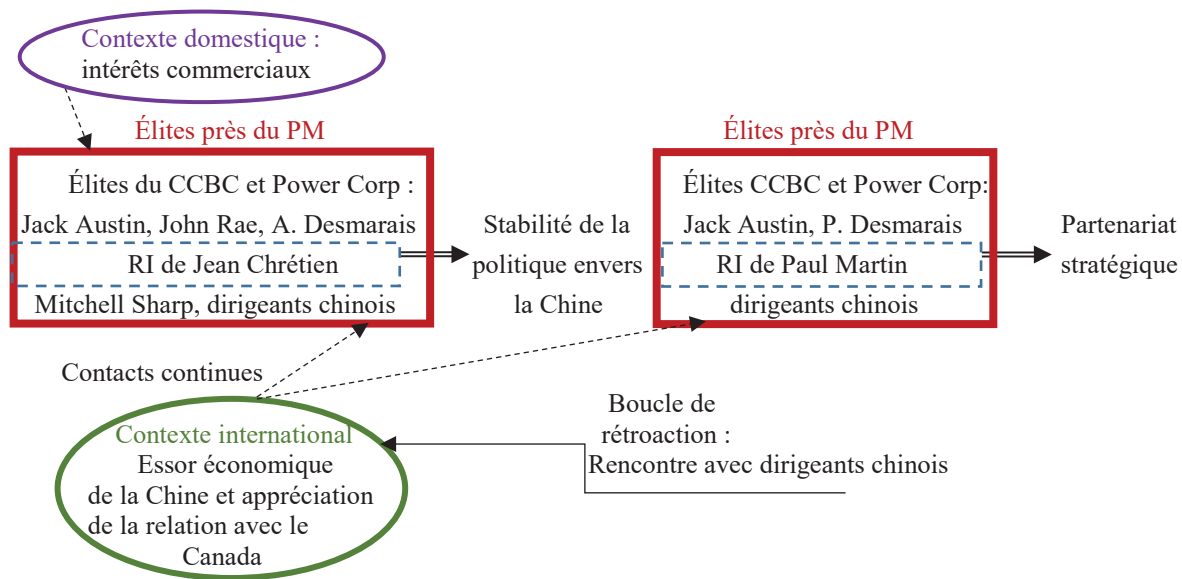 Contexte domestique :
intérêts commerciaux
Élites près du PM
Élites du CCBC et Power Corp :
Jack Austin, John Rae, A. Desmarais
RI de Jean Chrétien
Mitchell Sharp, dirigeants chinois
Stabilité de la
politique envers
la Chine
Élites près du PM
Élites CCBC et Power Corp:
Jack Austin, P. Desmarais
RI de Paul Martin
dirigeants chinois
Partenariat
stratégique
Contacts continues
Contexte international
Essor économique
de la Chine et appréciation
de la relation avec le
Canada
Boucle de
rétroaction :
Rencontre avec dirigeants chinois